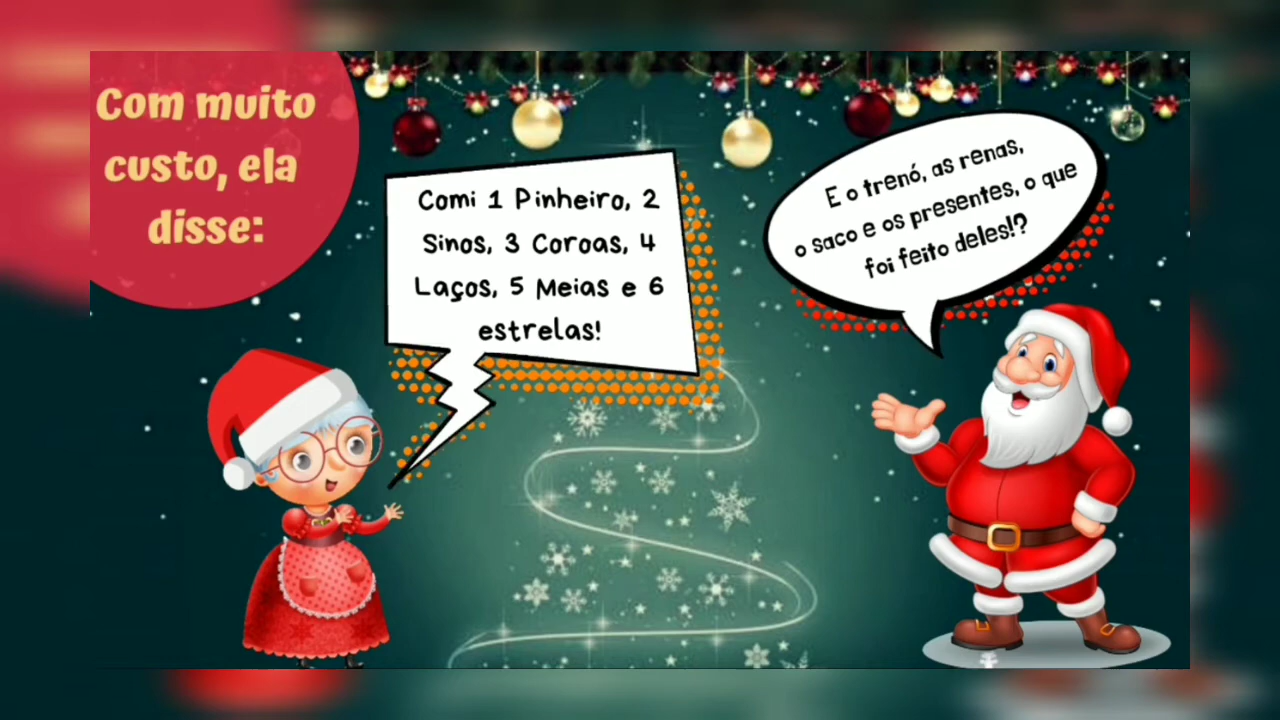 Com muito
custo, ela
disse:
Comi 1 Pinheiro, 2
Sinos, 3 Coroas, 4
Laços, 5 Meias e 6
estrelas!
E o trenó, as renas,
o saco e os presentes, o que
foi feito deles!?